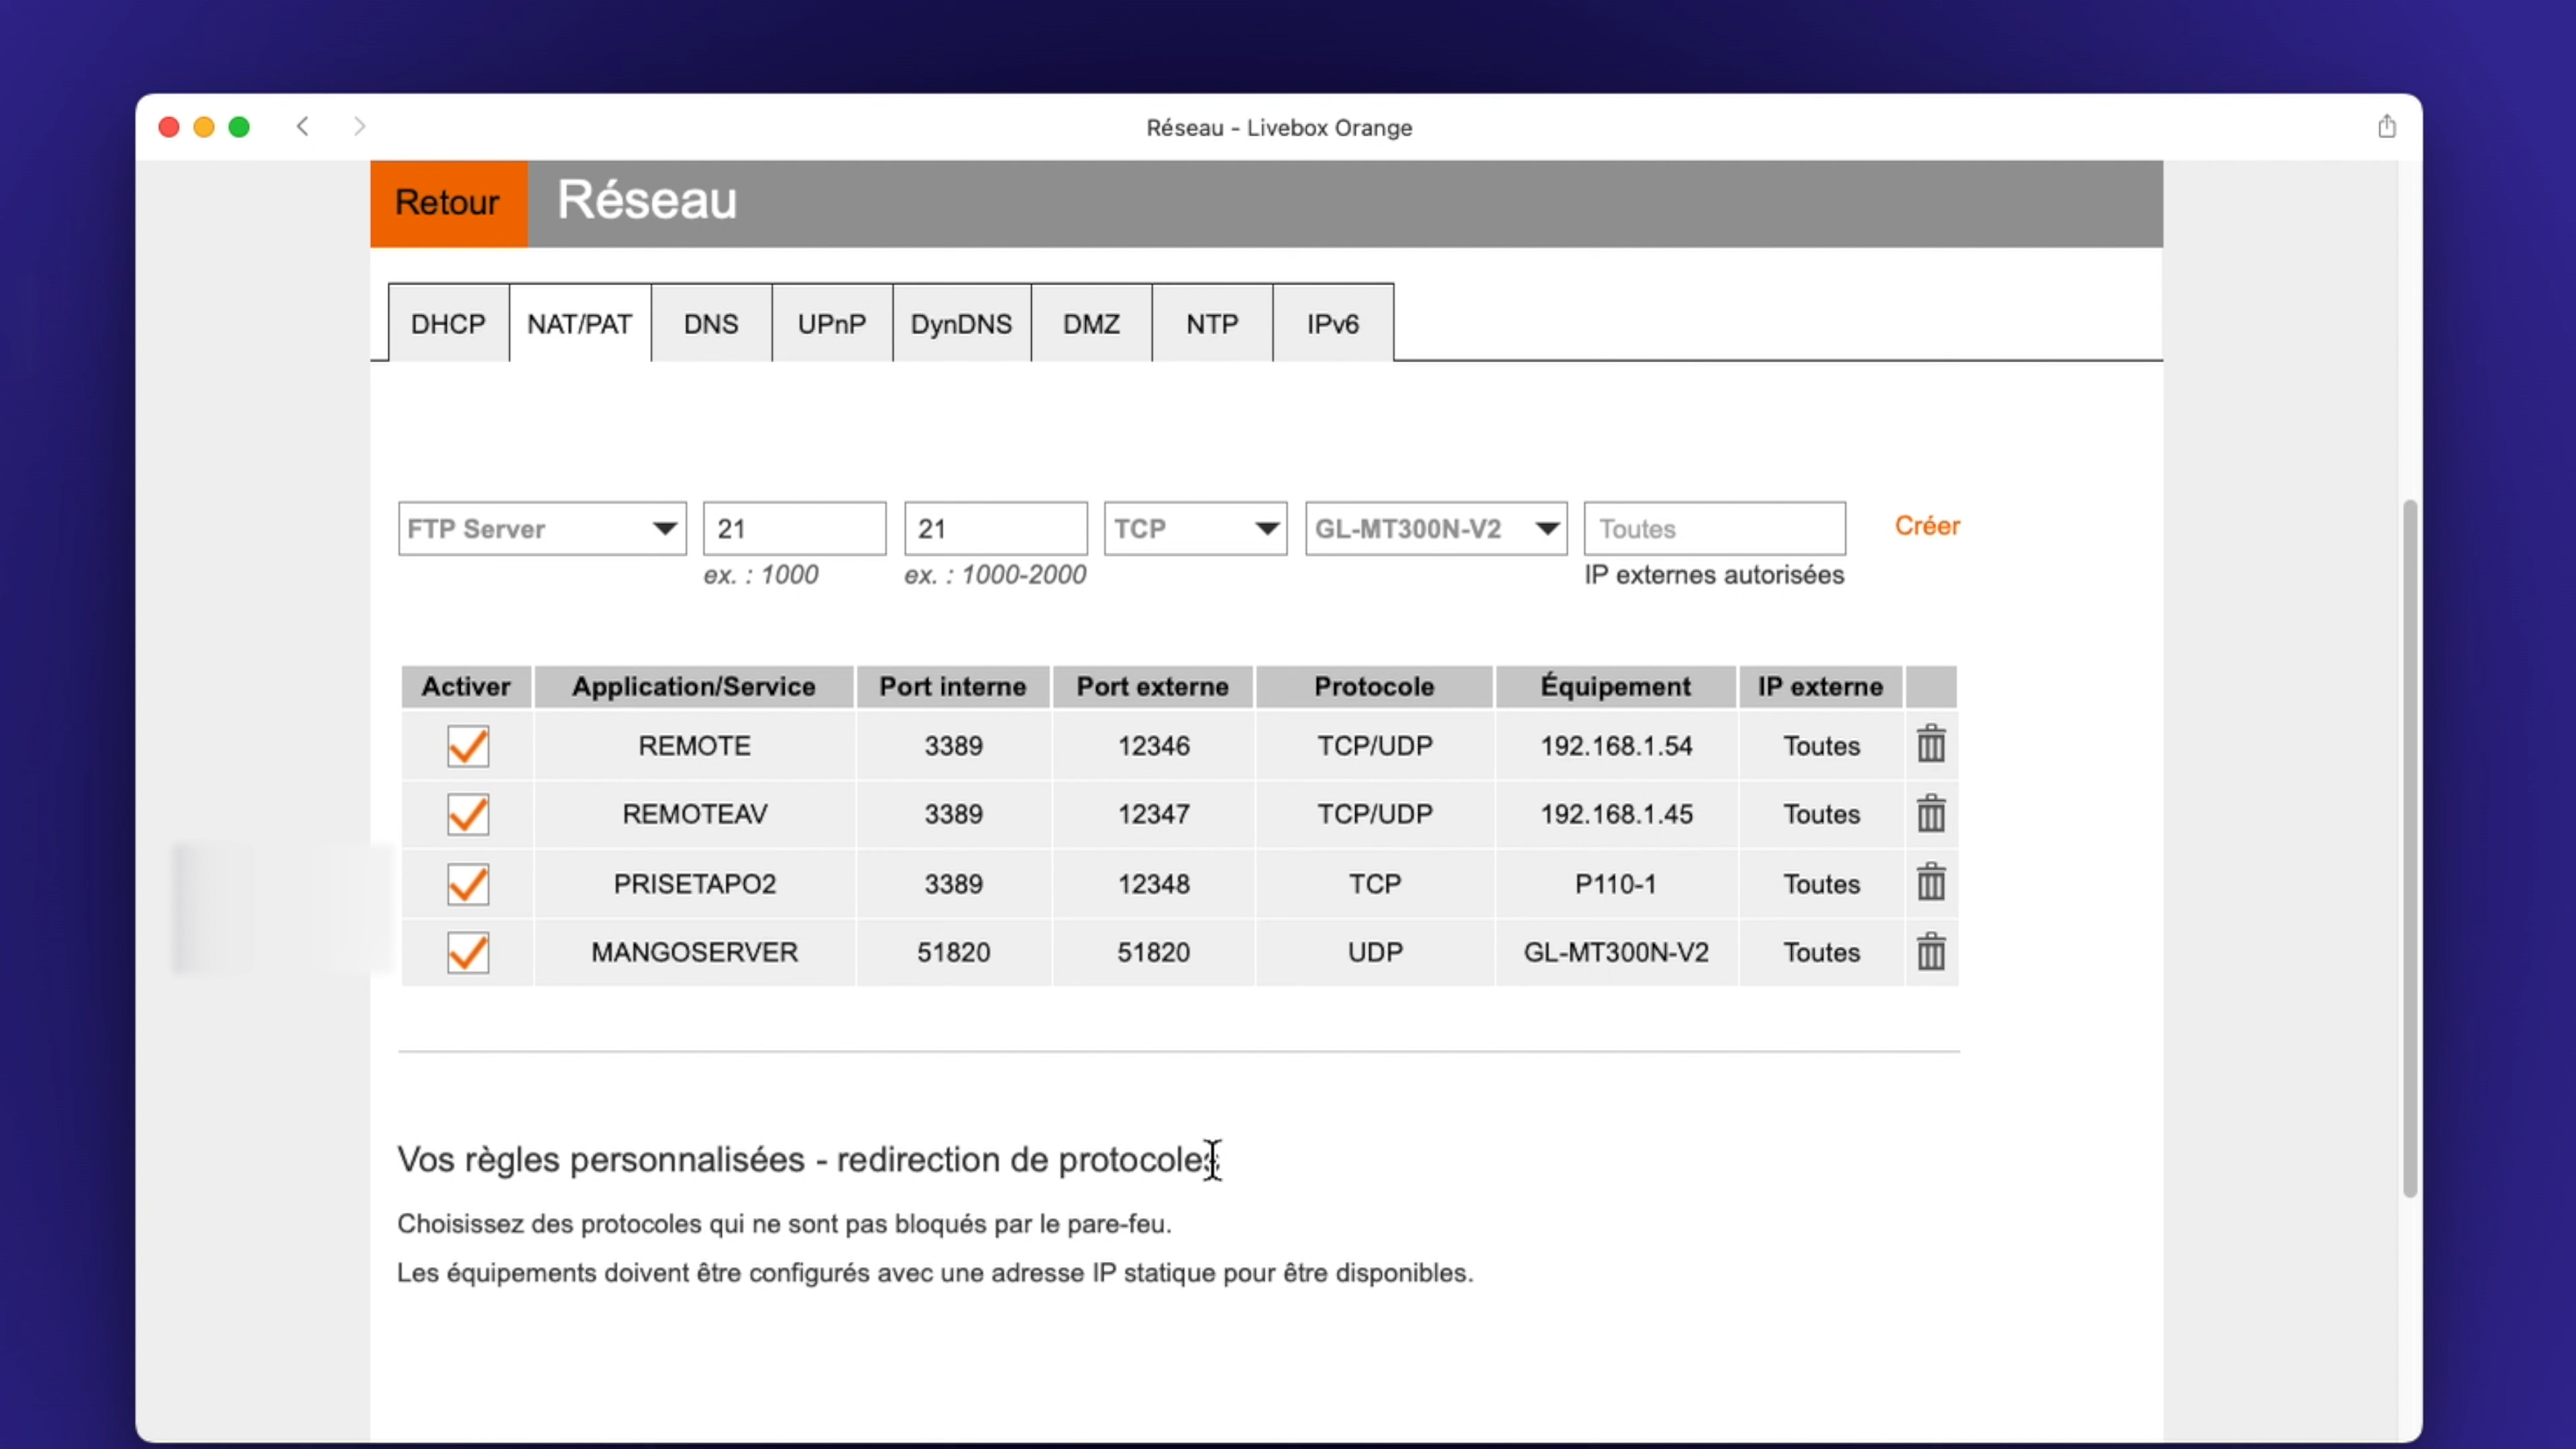 Réseau - Livebox Orange
Retour Réseau
DHCP NAT/PAT DNS UPnP DynDNS DMZ NTP IPv6
FTP Server 21 21 TCP GL-MT300N-V2 Toutes Créer
ex. : 1000 ex. : 1000-2000 IP externes autorisées
Activer Application/Service Port interne Port externe Protocole Équipement IP externe
REMOTE 3389 12346 TCP/UDP 192.168.1.54 Toutes
REMOTEAV 3389 12347 TCP/UDP 192.168.1.45 Toutes
PRISETAPO2 3389 12348 TCP P110-1 Toutes
MANGOSERVER 51820 51820 UDP GL-MT300N-V2 Toutes
Vos règles personnalisées - redirection de protocoles
Choisissez des protocoles qui ne sont pas bloqués par le pare-feu.
Les équipements doivent être configurés avec une adresse IP statique pour être disponibles.